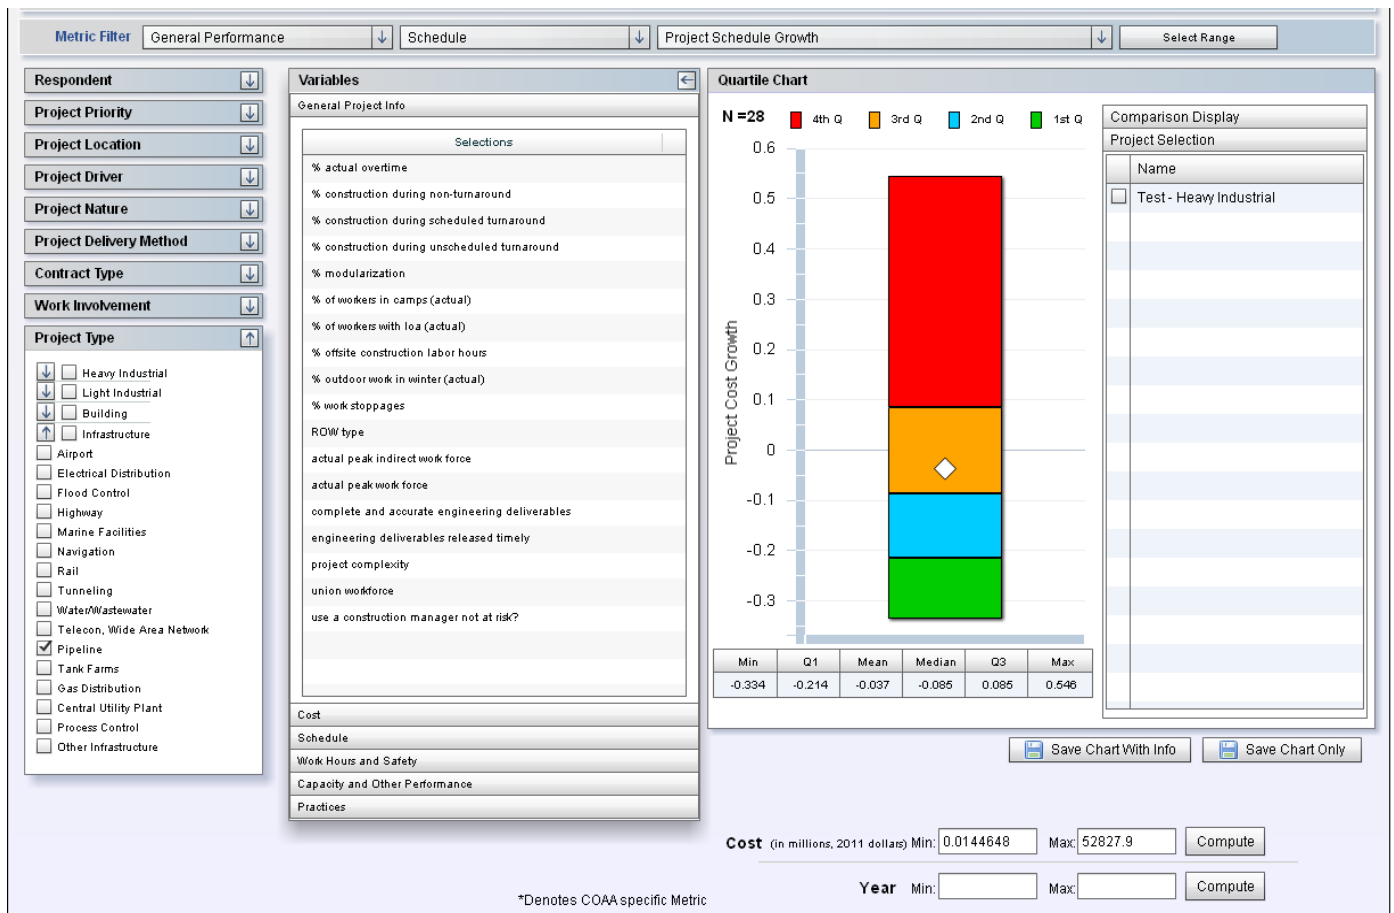 Metric Filter General Performance Schedule Project Schedule Growth Select Range
Respondent
Project Priority
Project Location
Project Driver
Project Nature
Project Delivery Method
Contract Type
Work Involvement
Project Type
Heavy Industrial
Light Industrial
Building
Infrastructure
Airport
Electrical Distribution
Flood Control
Highway
Marine Facilities
Navigation
Rail
Tunneling
Water/Wastewater
Telecon, Wide Area Network
Pipeline
Tank Farms
Gas Distribution
Central Utility Plant
Process Control
Other Infrastructure
Variables
General Project Info
Selections
% actual overtime
% construction during non-turnaround
% construction during scheduled turnaround
% construction during unscheduled turnaround
% modularization
% of workers in camps (actual)
% of workers with loa (actual)
% offsite construction labor hours
% outdoor work in winter (actual)
% work stoppages
ROW type
actual peak indirect work force
actual peak work force
complete and accurate engineering deliverables
engineering deliverables released timely
project complexity
union workforce
use a construction manager not at risk?
Cost
Schedule
Work Hours and Safety
Capacity and Other Performance
Practices
Quartile Chart
N =28 4th Q 3rd Q 2nd Q 1st Q
0.6
0.5
0.4
0.3
0.2
0.1
0
-0.1
-0.2
-0.3
Project Cost Growth
Min Q1 Mean Median Q3 Max
-0.334 -0.214 -0.037 -0.085 0.085 0.546
Comparison Display
Project Selection
Name
Test - Heavy Industrial
Save Chart With Info Save Chart Only
Cost (in millions, 2011 dollars) Min: 0.0144648 Max: 52827.9 Compute
Year Min: Max: Compute
*Denotes COAA specific Metric